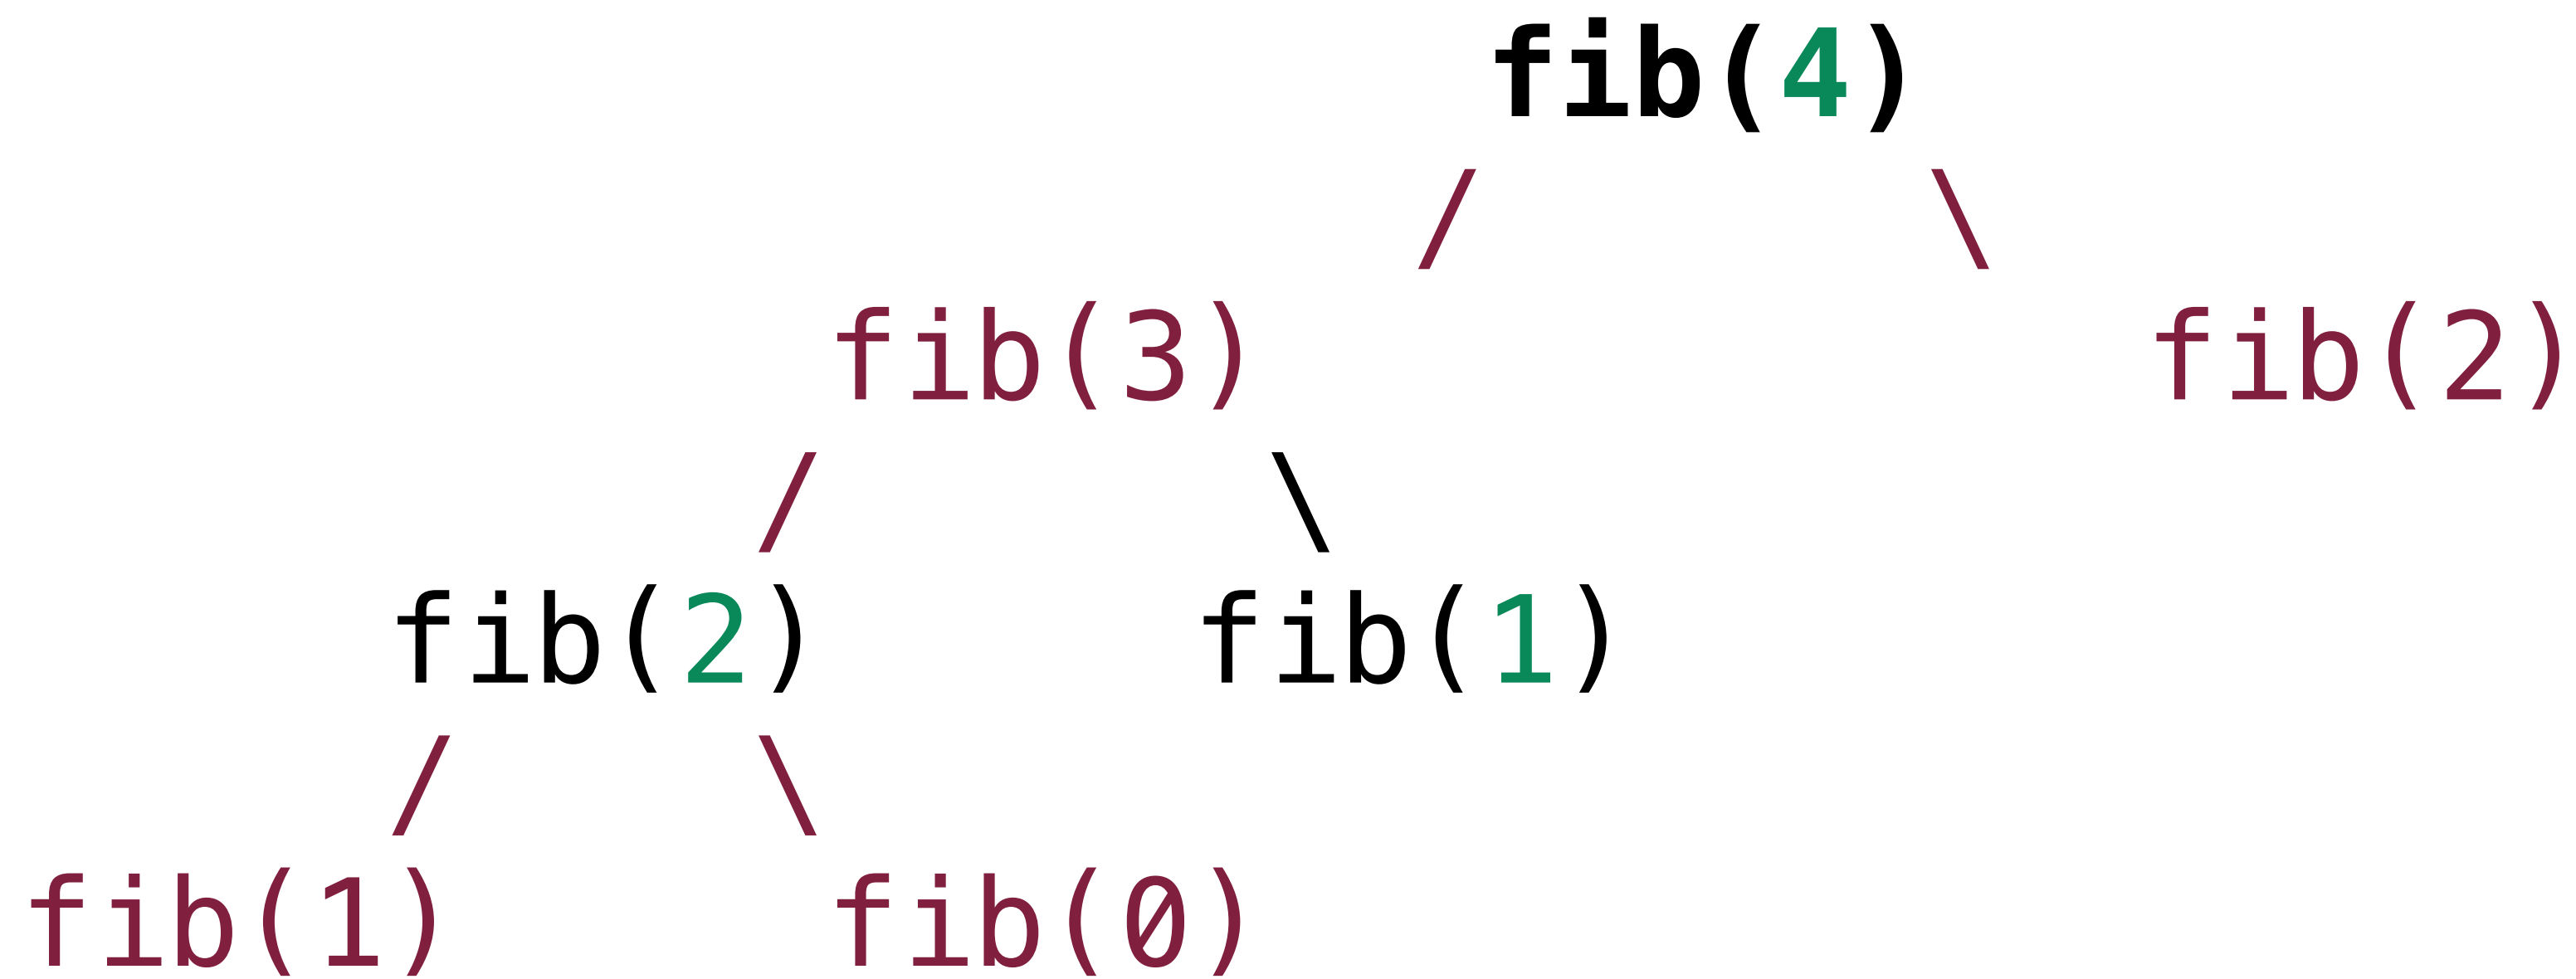 fib(4)
/ \
fib(3) fib(2)
/ \
fib(2) fib(1)
/ \
fib(1) fib(0)